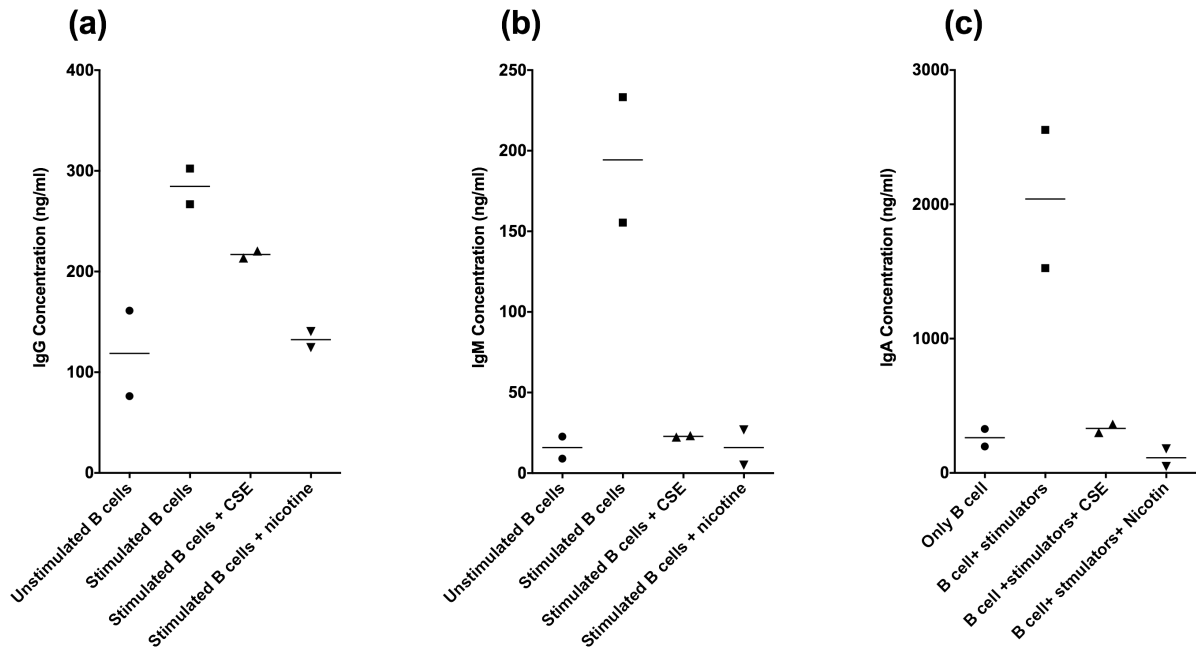 (a)
400
300
200
100
0
IgG Concentration (ng/ml)
Unstimulated B cells
Stimulated B cells
Stimulated B cells + CSE
Stimulated B cells + nicotine
(b)
250
200
150
100
50
0
IgM Concentration (ng/ml)
Unstimulated B cells
Stimulated B cells
Stimulated B cells + CSE
Stimulated B cells + nicotine
(c)
3000
2000
1000
0
IgA Concentration (ng/ml)
Only B cell
B cell+ stimulators
B cell +stimulators+ CSE
B cell+ stmulators+ Nicotin